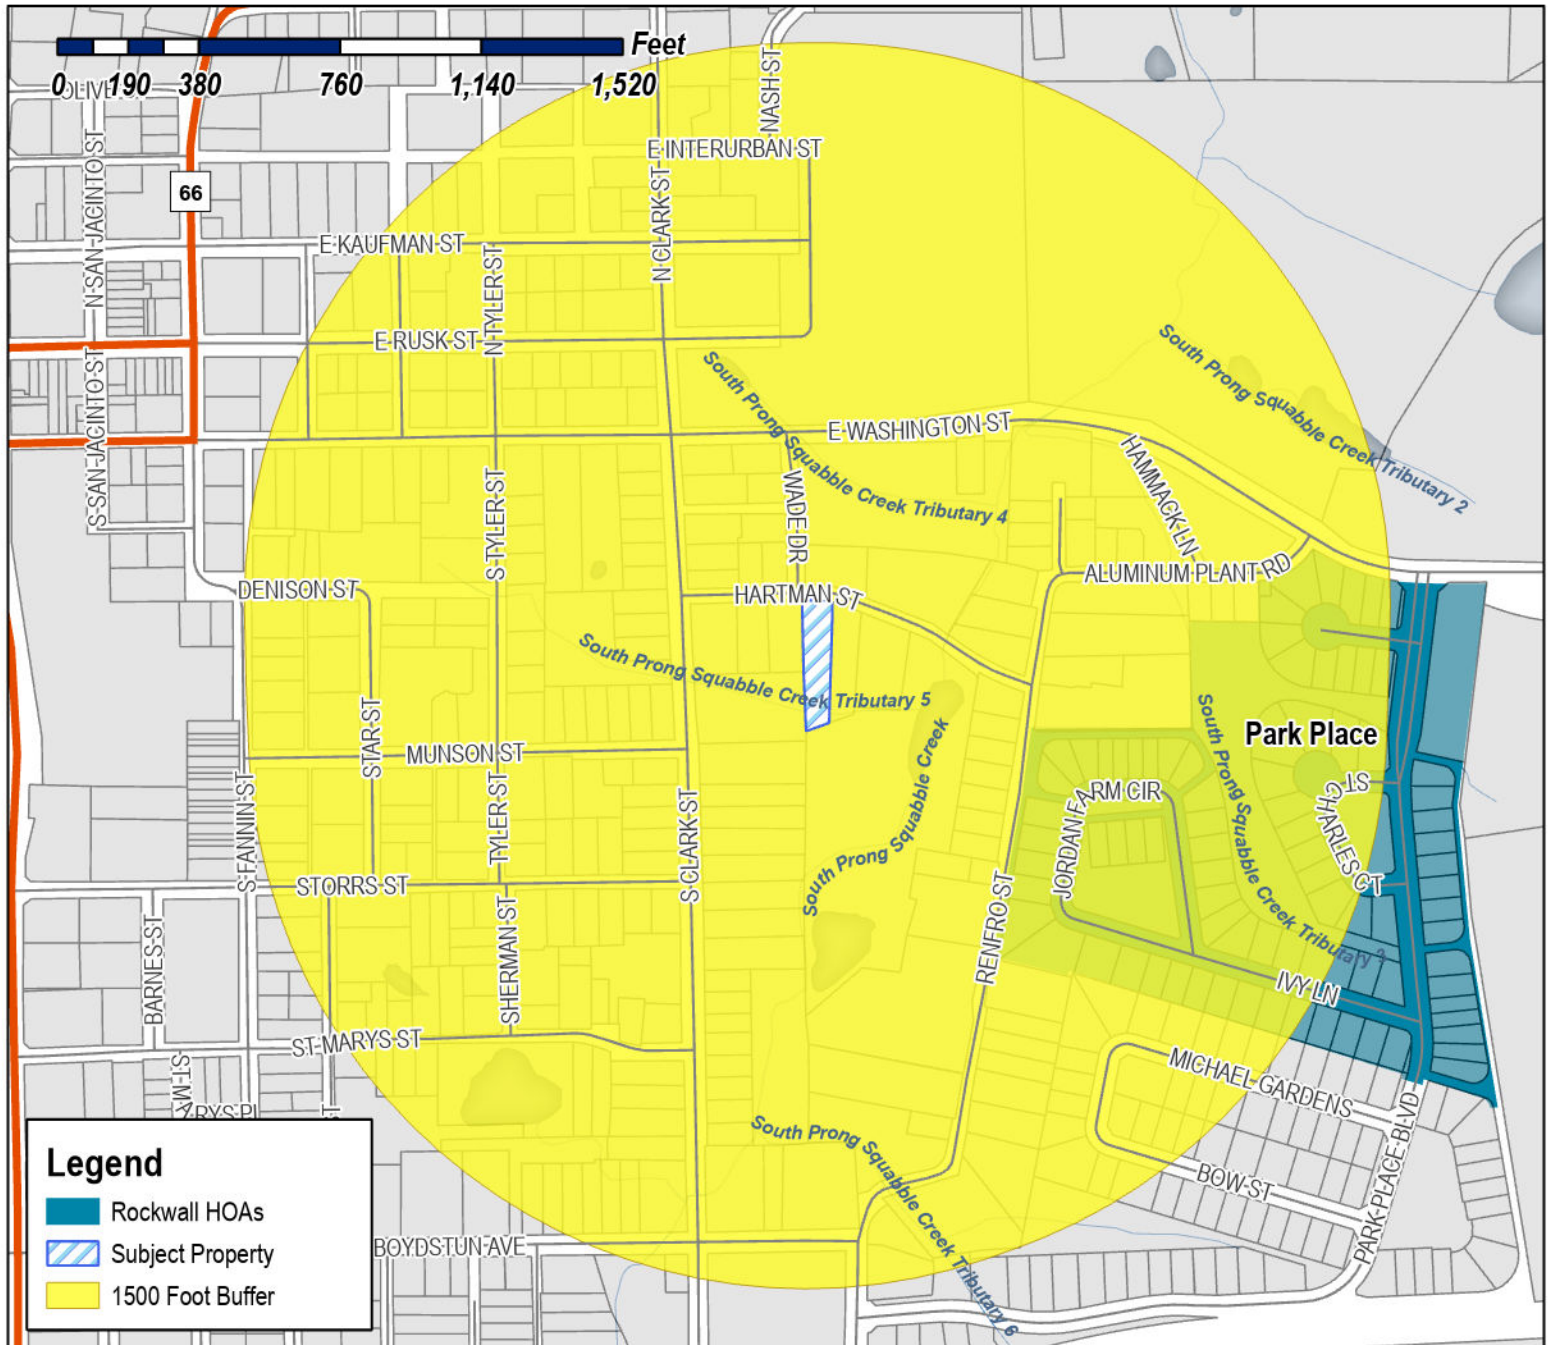 Feet
0 190 380 760 1,140 1,520
NASH ST
E INTERURBAN ST
N SAN JACINTO ST
66
N CLARK ST
E KAUFMAN ST
N TYLER ST
E RUSK ST
S SAN JACINTO ST
South Prong Squabble Creek Tributary 4
South Prong Squabble Creek Tributary 2
E WASHINGTON ST
HAMMACK LN
WADE DR
S TYLER ST
ALUMINUM PLANT RD
DENISON ST
HARTMAN ST
South Prong Squabble Creek Tributary 5
STAR ST
MUNSON ST
South Prong Squabble Creek
Park Place
South Prong Squabble Creek Tributary 3
ST CHARLES CT
JORDAN FARM CIR
S FANNIN ST
TYLER ST
S CLARK ST
STORRS ST
RENFRO ST
BARNES ST
SHERMAN ST
IVY LN
ST MARYS ST
MICHAEL GARDENS
BOW ST
PARK PLACE BLVD
South Prong Squabble Creek Tributary 6
BOYDSTUN AVE
Legend
Rockwall HOAs
Subject Property
1500 Foot Buffer